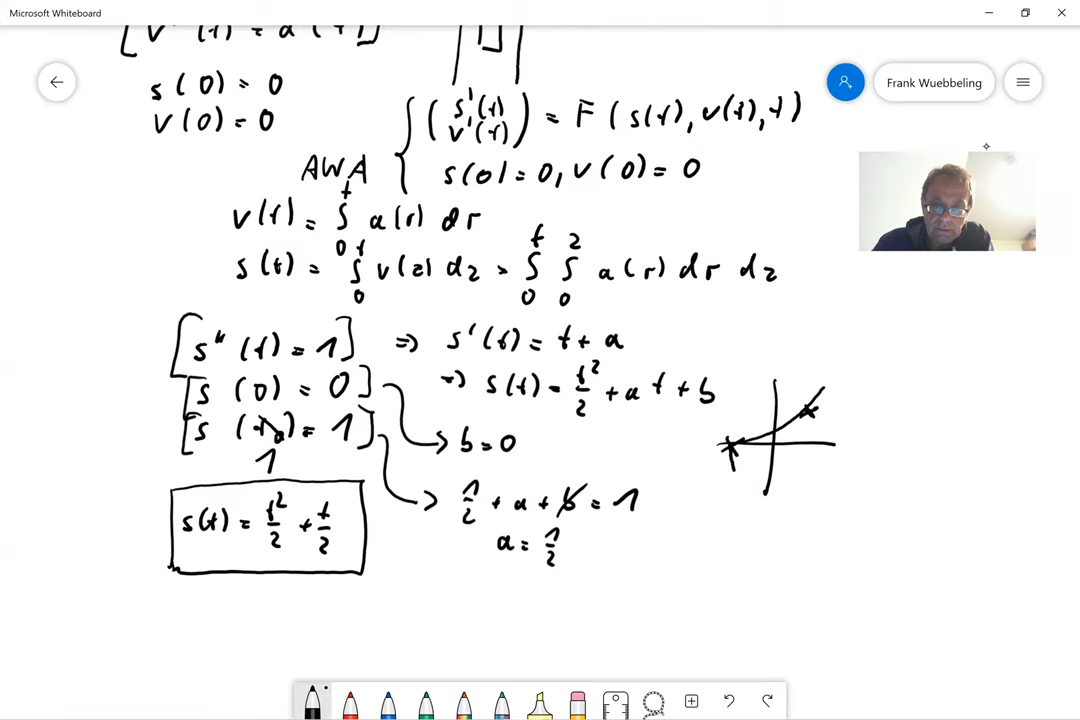 Microsoft Whiteboard
Frank Wuebbeling
s(0) = 0
v(0) = 0
(s'(t) v'(t)) = F(s(t), v(t), t)
AWA
s(0) = 0, v(0) = 0
v(t) = ∫₀ᵗ a(r) dr
s(t) = ∫₀ᵗ v(z) dz = ∫₀ᵗ ∫₀ᶻ a(r) dr dz
[s''(t) = 1] ⇒ s'(t) = t + a
⇒ s(t) = t²/2 + a t + b
[s(0) = 0]
[s(t₀) = 1]
1
→ b = 0
→ 1/2 + a + b = 1
a = 1/2
s(t) = t²/2 + t/2